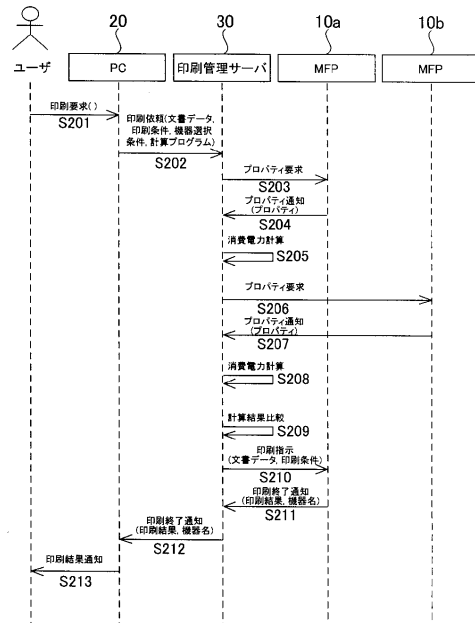 20
30
10a
10b
ユーザ
PC
印刷管理サーバ
MFP
MFP
印刷要求()
S201
印刷依頼(文書データ,
印刷条件, 機器選択
条件, 計算プログラム)
S202
プロパティ要求
S203
プロパティ通知
(プロパティ)
S204
消費電力計算
S205
プロパティ要求
S206
プロパティ通知
(プロパティ)
S207
消費電力計算
S208
計算結果比較
S209
印刷指示
(文書データ, 印刷条件)
S210
印刷終了通知
(印刷結果, 機器名)
S211
印刷終了通知
(印刷結果, 機器名)
S212
印刷結果通知
S213